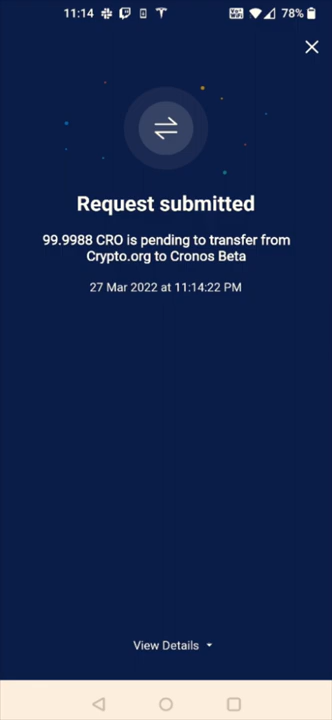 11:14 78%
Request submitted
99.9988 CRO is pending to transfer from
Crypto.org to Cronos Beta
27 Mar 2022 at 11:14:22 PM
View Details